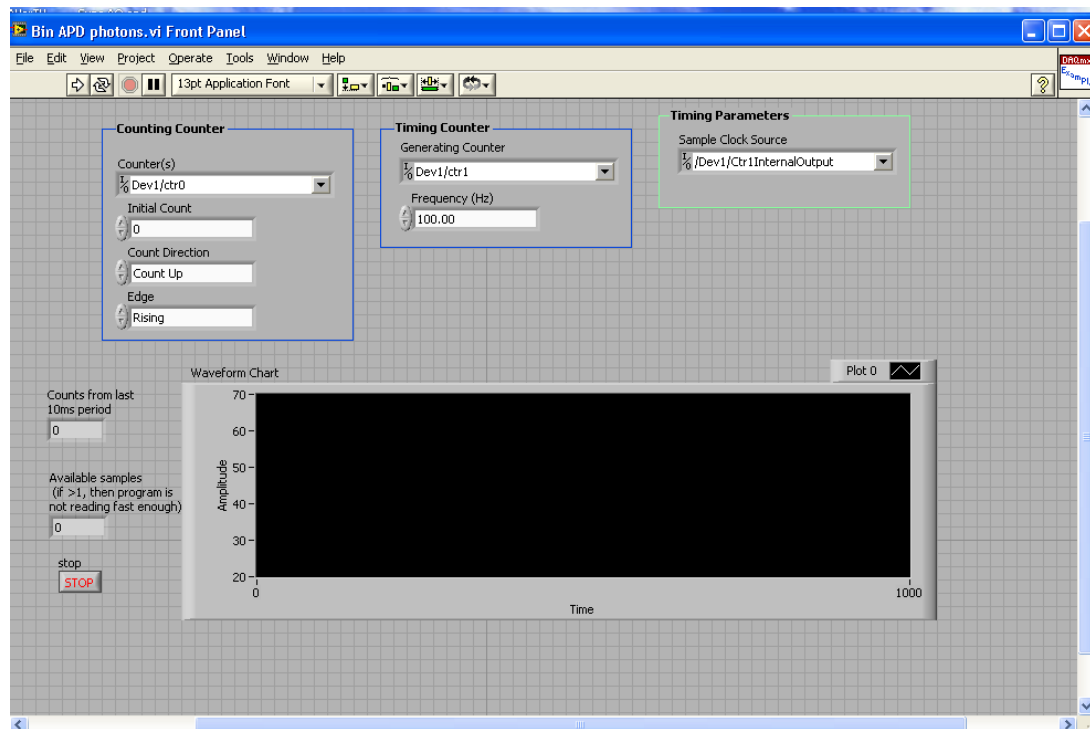 Bin APD photons.vi Front Panel
File Edit View Project Operate Tools Window Help
13pt Application Font
DAQmx
Counting Counter
Counter(s)
Dev1/ctr0
Initial Count
0
Count Direction
Count Up
Edge
Rising
Timing Counter
Generating Counter
Dev1/ctr1
Frequency (Hz)
100.00
Timing Parameters
Sample Clock Source
/Dev1/Ctr1InternalOutput
Waveform Chart
Plot 0
Counts from last
10ms period
0
Available samples
(if >1, then program is
not reading fast enough)
0
stop
STOP
Amplitude
70
60
50
40
30
20
0
1000
Time